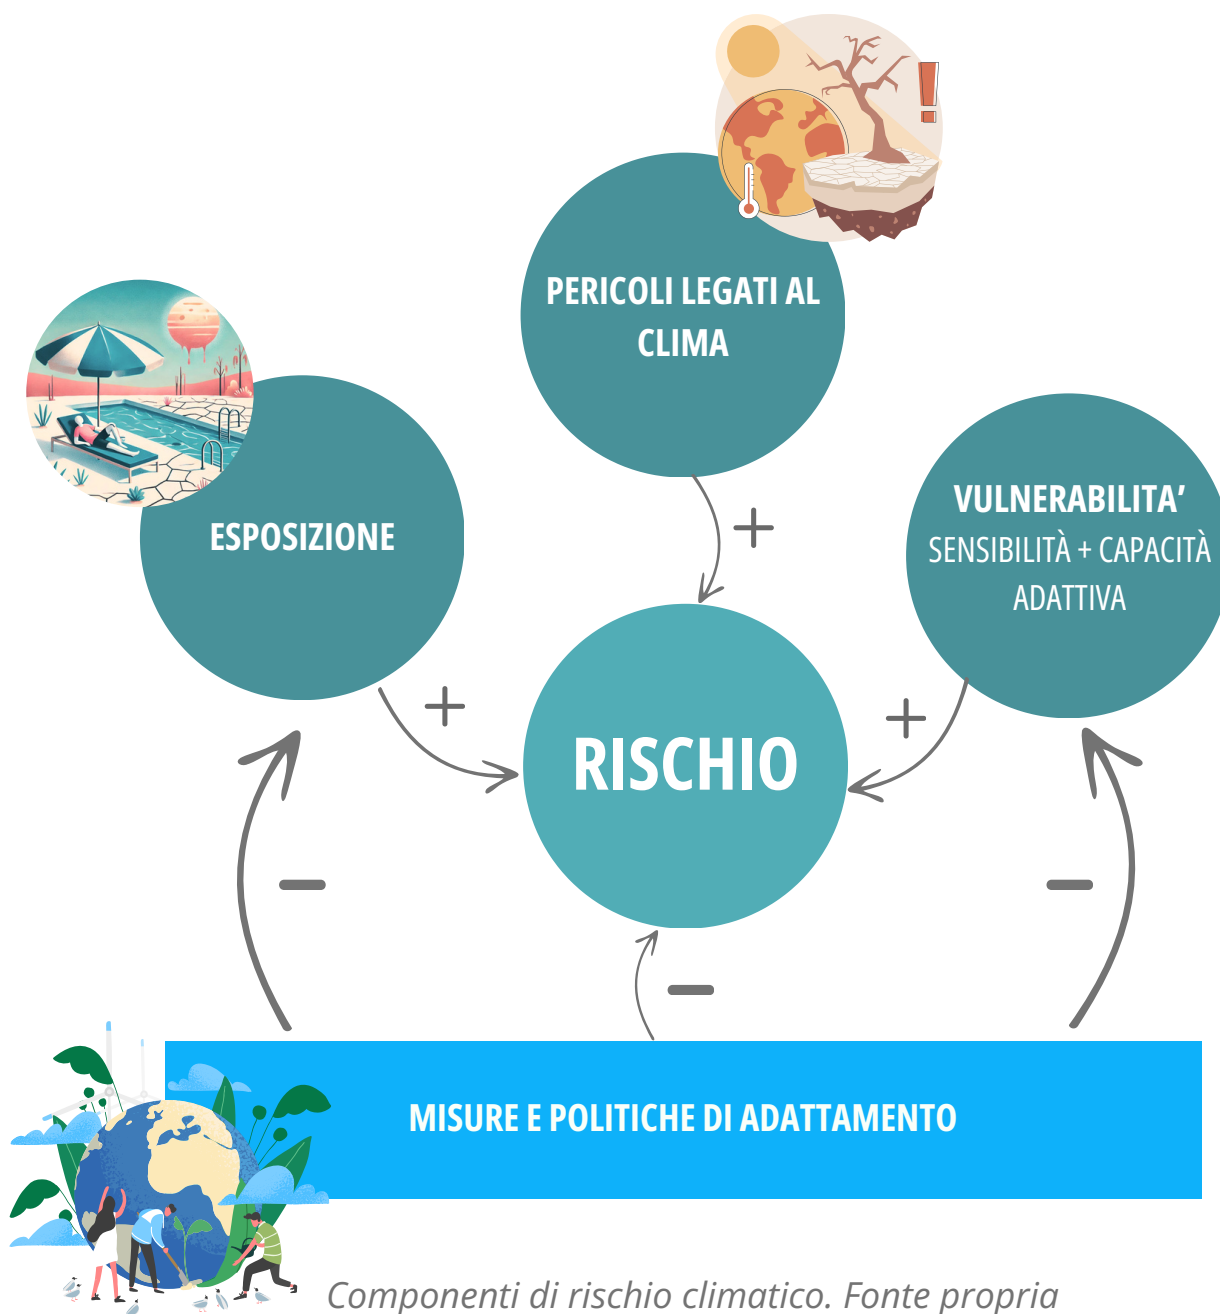 PERICOLI LEGATI AL
CLIMA
ESPOSIZIONE
VULNERABILITA’
SENSIBILITÀ + CAPACITÀ
ADATTIVA
+
+
+
RISCHIO
−
−
−
MISURE E POLITICHE DI ADATTAMENTO
Componenti di rischio climatico. Fonte propria